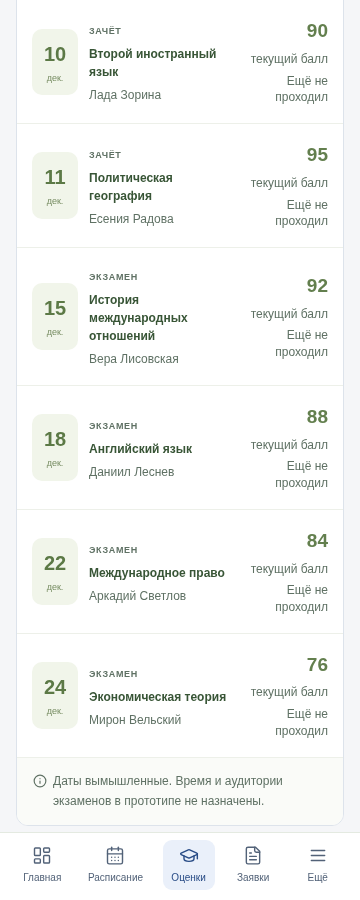 10
дек.
ЗАЧЁТ
Второй иностранный
язык
Лада Зорина
90
текущий балл
Ещё не
проходил
11
дек.
ЗАЧЁТ
Политическая
география
Есения Радова
95
текущий балл
Ещё не
проходил
15
дек.
ЭКЗАМЕН
История
международных
отношений
Вера Лисовская
92
текущий балл
Ещё не
проходил
18
дек.
ЭКЗАМЕН
Английский язык
Даниил Леснев
88
текущий балл
Ещё не
проходил
22
дек.
ЭКЗАМЕН
Международное право
Аркадий Светлов
84
текущий балл
Ещё не
проходил
24
дек.
ЭКЗАМЕН
Экономическая теория
Мирон Вельский
76
текущий балл
Ещё не
проходил
Даты вымышленные. Время и аудитории
экзаменов в прототипе не назначены.
Главная
Расписание
Оценки
Заявки
Ещё